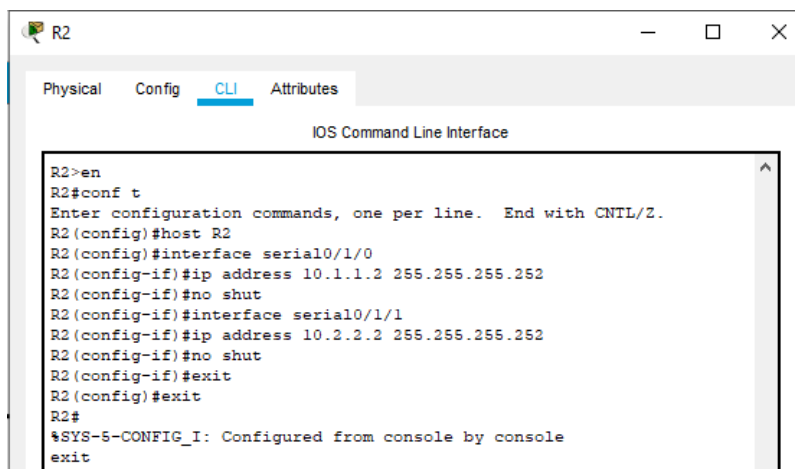 R2
Physical Config CLI Attributes
IOS Command Line Interface
R2>en
R2#conf t
Enter configuration commands, one per line.  End with CNTL/Z.
R2(config)#host R2
R2(config)#interface serial0/1/0
R2(config-if)#ip address 10.1.1.2 255.255.255.252
R2(config-if)#no shut
R2(config-if)#interface serial0/1/1
R2(config-if)#ip address 10.2.2.2 255.255.255.252
R2(config-if)#no shut
R2(config-if)#exit
R2(config)#exit
R2#
%SYS-5-CONFIG_I: Configured from console by console
exit